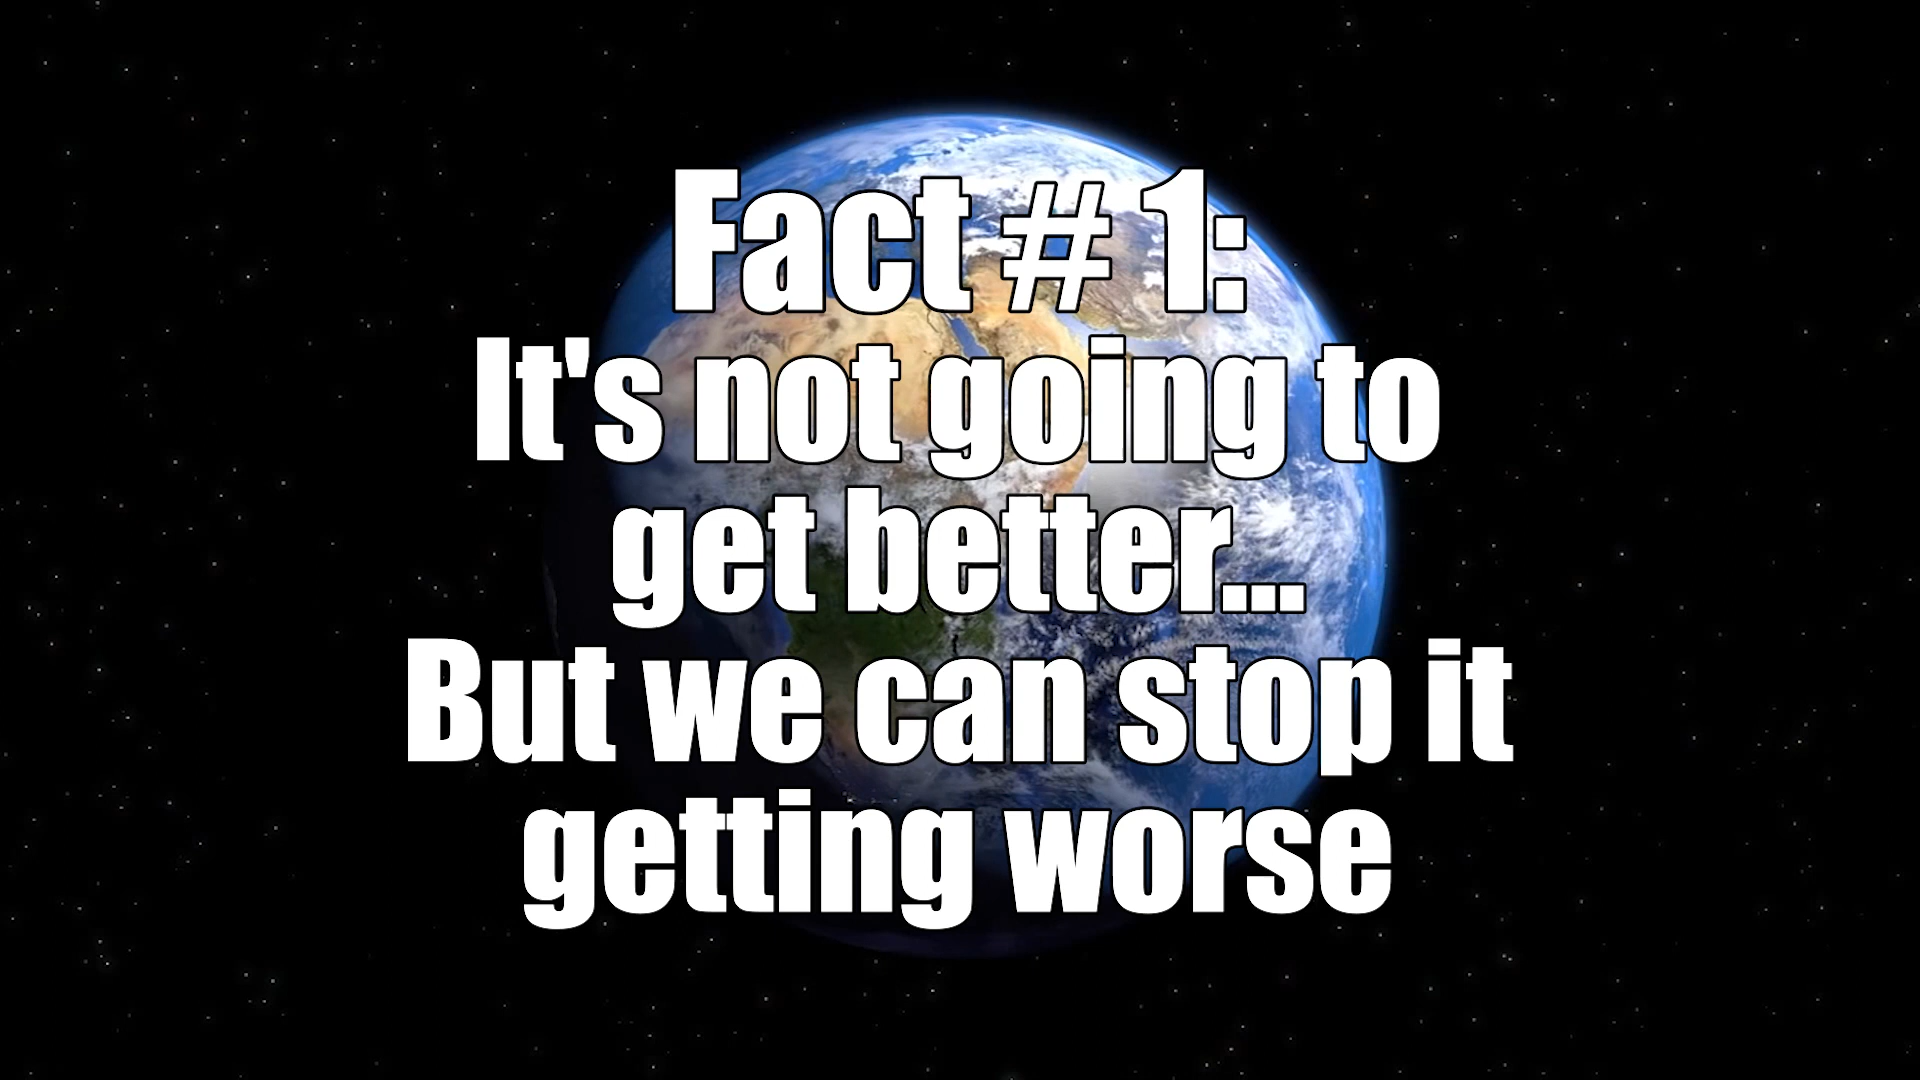 Fact # 1:
It's not going to
get better...
But we can stop it
getting worse